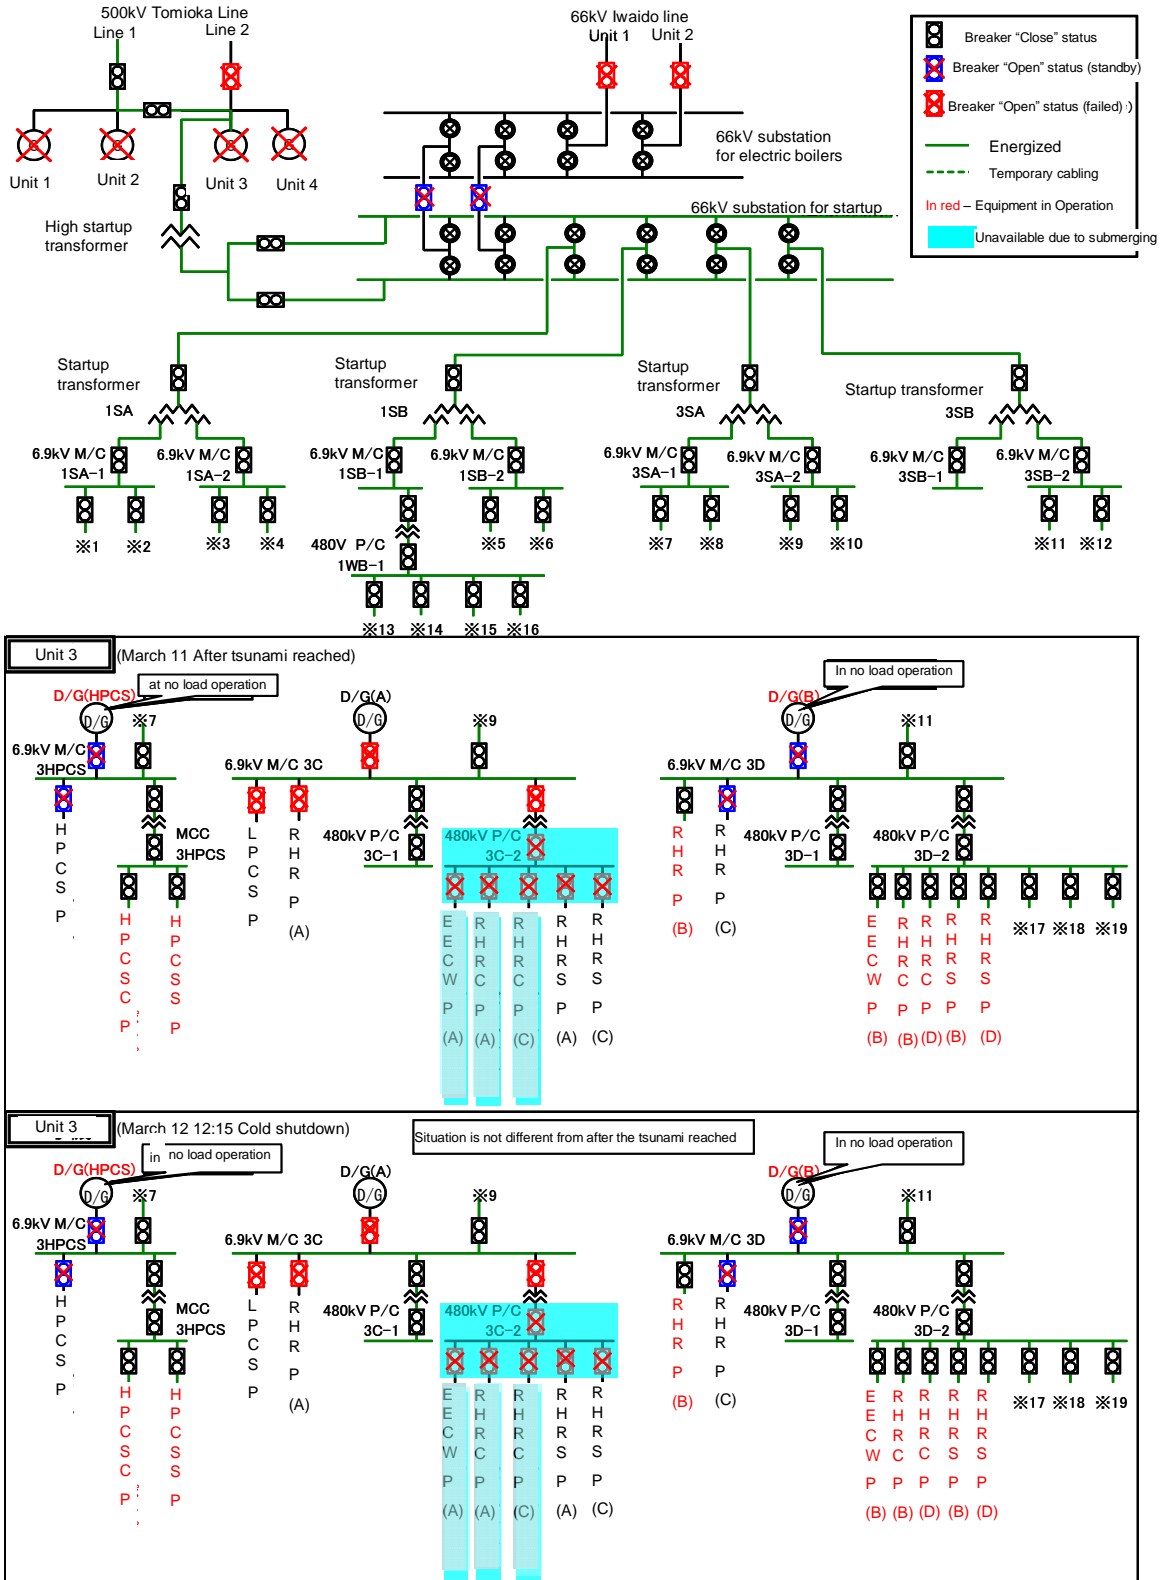 500kV Tomioka Line
Line 1
Line 2
66kV Iwaido line
Unit 1
Unit 2
Breaker “Close” status
Breaker “Open” status (standby)
Breaker “Open” status (failed)
Energized
Temporary cabling
In red – Equipment in Operation
Unavailable due to submerging
Unit 1
Unit 2
Unit 3
Unit 4
66kV substation
for electric boilers
66kV substation for startup
High startup
transformer
Startup
transformer
1SA
Startup
transformer
1SB
Startup
transformer
3SA
Startup transformer
3SB
6.9kV M/C
1SA-1
6.9kV M/C
1SA-2
6.9kV M/C
1SB-1
6.9kV M/C
1SB-2
6.9kV M/C
3SA-1
6.9kV M/C
3SA-2
6.9kV M/C
3SB-1
6.9kV M/C
3SB-2
※1
※2
※3
※4
※5
※6
※7
※8
※9
※10
※11
※12
480V P/C
1WB-1
※13
※14
※15
※16
Unit 3
(March 11 After tsunami reached)
at no load operation
In no load operation
D/G(HPCS)
D/G
※7
D/G(A)
D/G
※9
D/G(B)
D/G
※11
6.9kV M/C
3HPCS
6.9kV M/C 3C
6.9kV M/C 3D
MCC
3HPCS
480kV P/C
3C-1
480kV P/C
3C-2
480kV P/C
3D-1
480kV P/C
3D-2
HPCS P
HPCSC P
HPCSS P
LPCS P
RHR P
(A)
EECW P
(A)
RHRC P
(A)
RHRC P
(C)
RHRS P
(A)
RHRS P
(C)
RHR P
(B)
RHR P
(C)
EECW P
(B)
RHRC P
(B)
RHRC P
(D)
RHRS P
(B)
RHRS P
(D)
※17
※18
※19
Unit 3
(March 12 12:15 Cold shutdown)
Situation is not different from after the tsunami reached
in no load operation
In no load operation
D/G(HPCS)
D/G
※7
D/G(A)
D/G
※9
D/G(B)
D/G
※11
6.9kV M/C
3HPCS
6.9kV M/C 3C
6.9kV M/C 3D
MCC
3HPCS
480kV P/C
3C-1
480kV P/C
3C-2
480kV P/C
3D-1
480kV P/C
3D-2
HPCS P
HPCSC P
HPCSS P
LPCS P
RHR P
(A)
EECW P
(A)
RHRC P
(A)
RHRC P
(C)
RHRS P
(A)
RHRS P
(C)
RHR P
(B)
RHR P
(C)
EECW P
(B)
RHRC P
(B)
RHRC P
(D)
RHRS P
(B)
RHRS P
(D)
※17
※18
※19